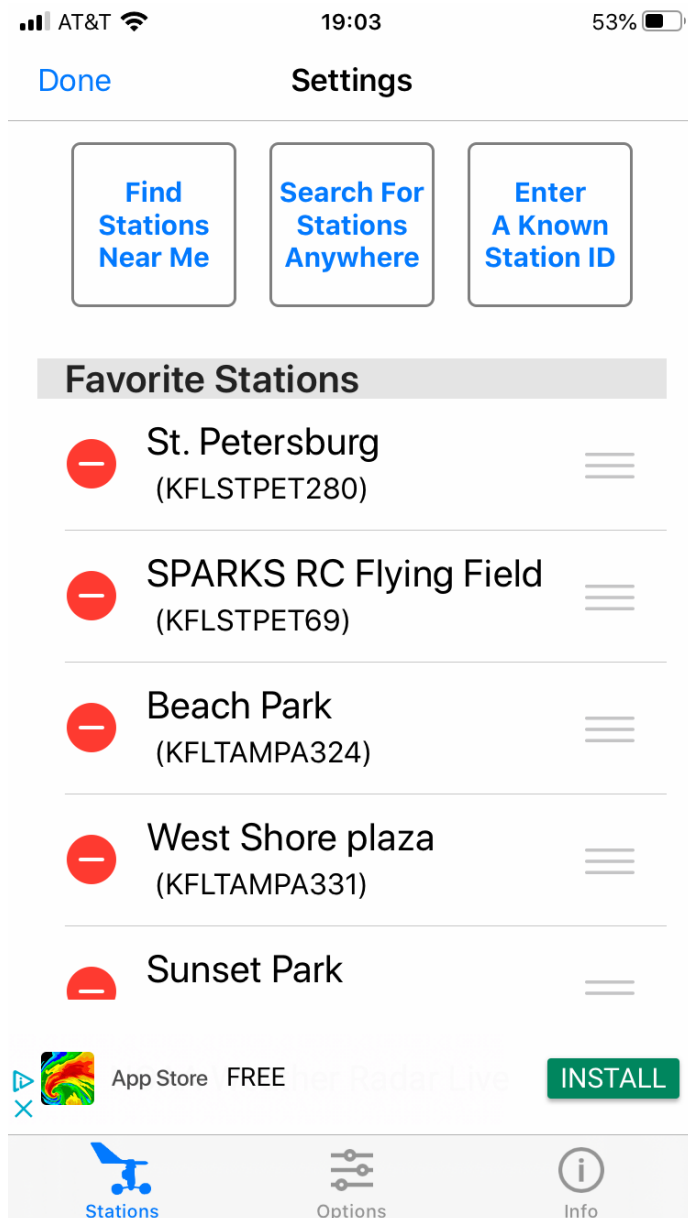 AT&T 19:03 53%
Done Settings
Find
Stations
Near Me
Search For
Stations
Anywhere
Enter
A Known
Station ID
Favorite Stations
St. Petersburg
(KFLSTPET280)
SPARKS RC Flying Field
(KFLSTPET69)
Beach Park
(KFLTAMPA324)
West Shore plaza
(KFLTAMPA331)
Sunset Park
App Store FREE INSTALL
Stations Options Info